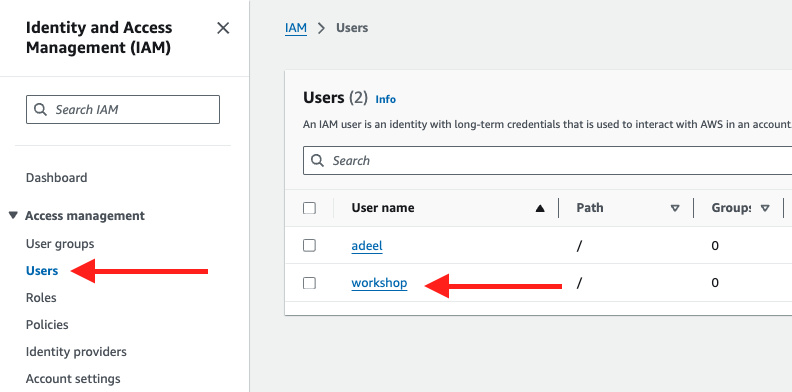 Identity and Access
Management (IAM)
Search IAM
Dashboard
Access management
User groups
Users
Roles
Policies
Identity providers
Account settings
IAM > Users
Users (2) Info
An IAM user is an identity with long-term credentials that is used to interact with AWS in an account.
Search
User name Path Groups
adeel / 0
workshop / 0